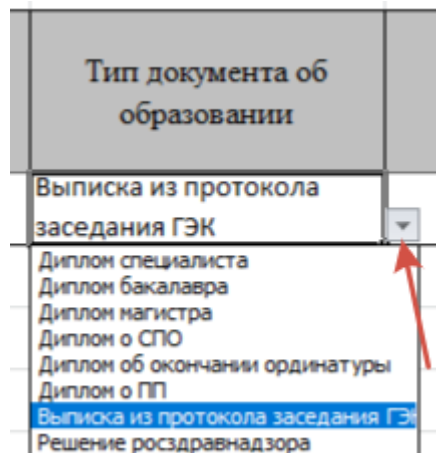 Тип документа об
образовании
Выписка из протокола
заседания ГЭК
Диплом специалиста
Диплом бакалавра
Диплом магистра
Диплом о СПО
Диплом об окончании ординатуры
Диплом о ПП
Выписка из протокола заседания ГЭК
Решение росздравнадзора